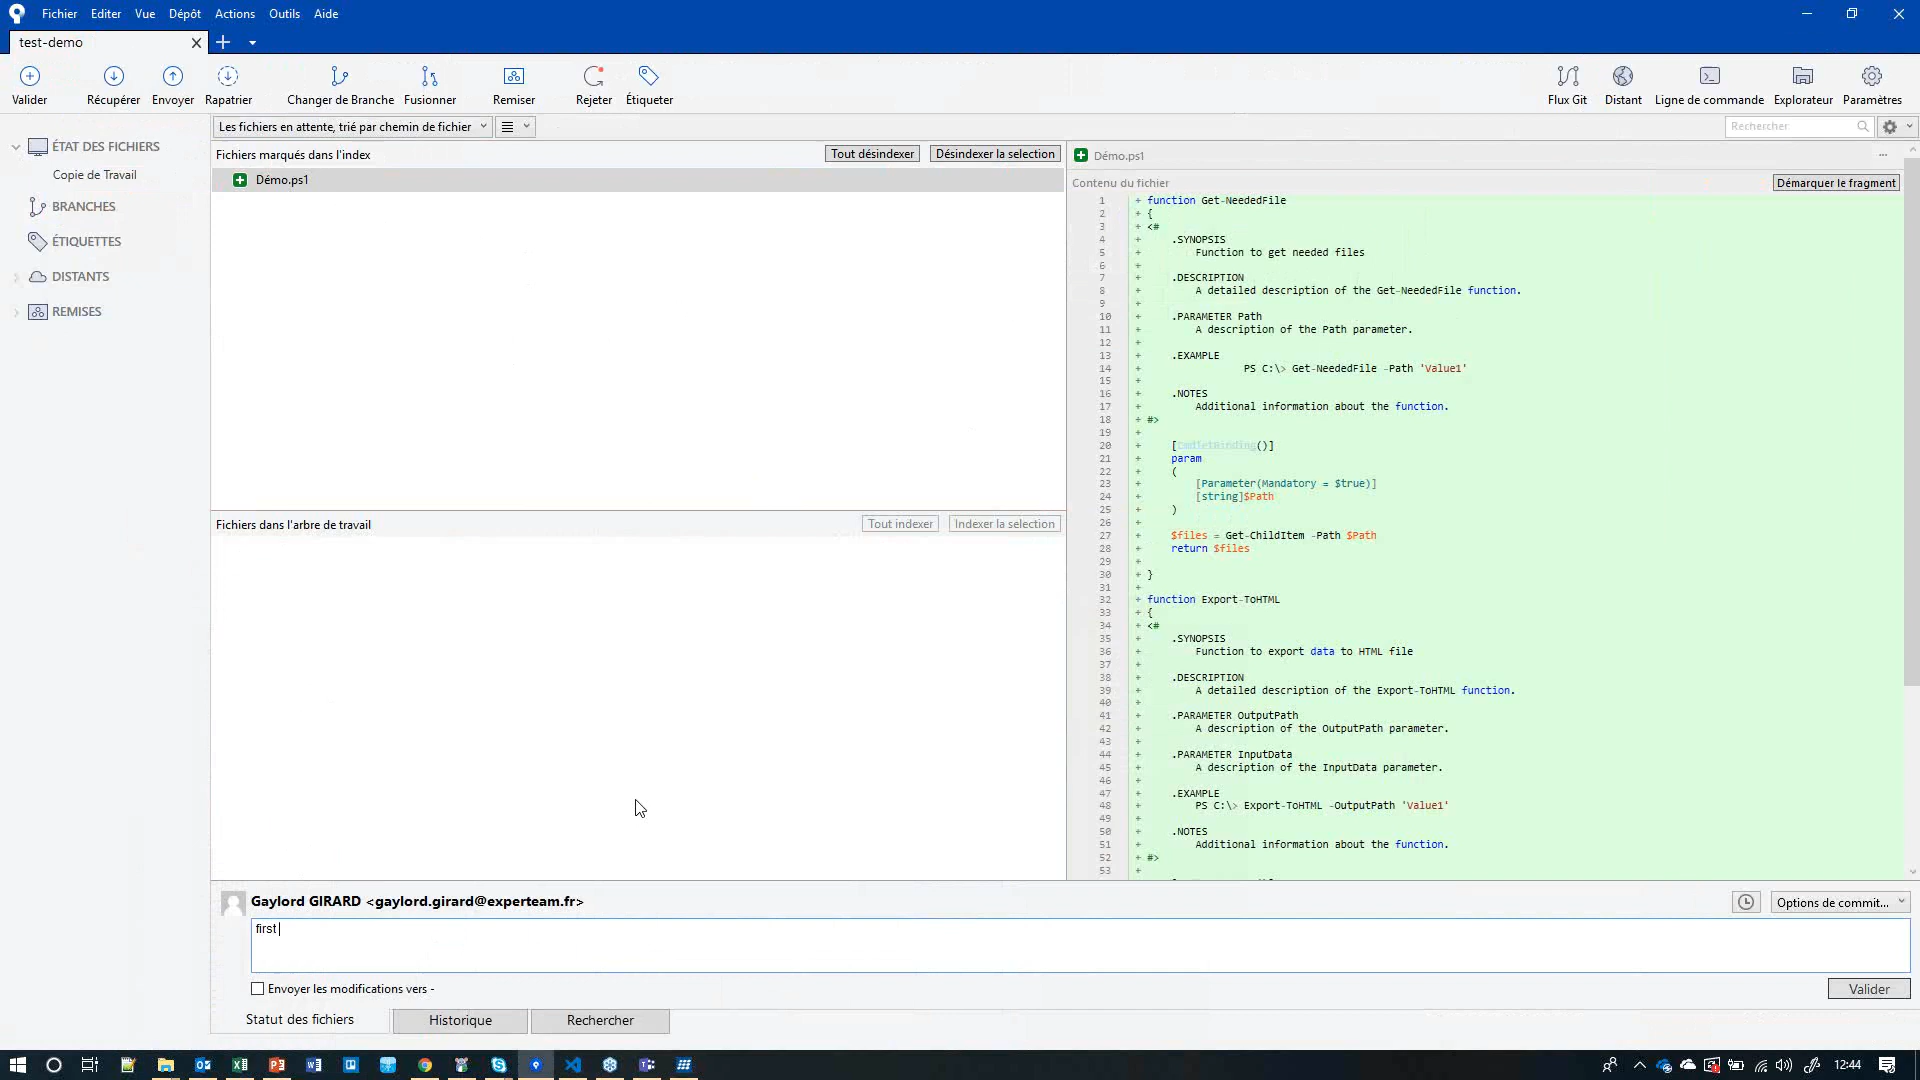 Fichier Editer Vue Dépôt Actions Outils Aide
test-demo
Valider Récupérer Envoyer Rapatrier Changer de Branche Fusionner Remiser Rejeter Étiqueter Flux Git Distant Ligne de commande Explorateur Paramètres
Les fichiers en attente, trié par chemin de fichier
Rechercher
ÉTAT DES FICHIERS
Copie de Travail
BRANCHES
ÉTIQUETTES
DISTANTS
REMISES
Fichiers marqués dans l'index Tout désindexer Désindexer la selection
Démo.ps1
Fichiers dans l'arbre de travail Tout indexer Indexer la selection
Démo.ps1 ...
Contenu du fichier Démarquer le fragment
1 + function Get-NeededFile
2 + {
3 + <#
4 + .SYNOPSIS
5 + Function to get needed files
6 +
7 + .DESCRIPTION
8 + A detailed description of the Get-NeededFile function.
9 +
10 + .PARAMETER Path
11 + A description of the Path parameter.
12 +
13 + .EXAMPLE
14 + PS C:\> Get-NeededFile -Path 'Value1'
15 +
16 + .NOTES
17 + Additional information about the function.
18 + #>
19 +
20 + [CmdletBinding()]
21 + param
22 + (
23 + [Parameter(Mandatory = $true)]
24 + [string]$Path
25 + )
26 +
27 + $files = Get-ChildItem -Path $Path
28 + return $files
29 +
30 + }
31 +
32 + function Export-ToHTML
33 + {
34 + <#
35 + .SYNOPSIS
36 + Function to export data to HTML file
37 +
38 + .DESCRIPTION
39 + A detailed description of the Export-ToHTML function.
40 +
41 + .PARAMETER OutputPath
42 + A description of the OutputPath parameter.
43 +
44 + .PARAMETER InputData
45 + A description of the InputData parameter.
46 +
47 + .EXAMPLE
48 + PS C:\> Export-ToHTML -OutputPath 'Value1'
49 +
50 + .NOTES
51 + Additional information about the function.
52 + #>
53 +
Gaylord GIRARD <gaylord.girard@experteam.fr> Options de commit...
first
Envoyer les modifications vers - Valider
Statut des fichiers Historique Rechercher
12:44